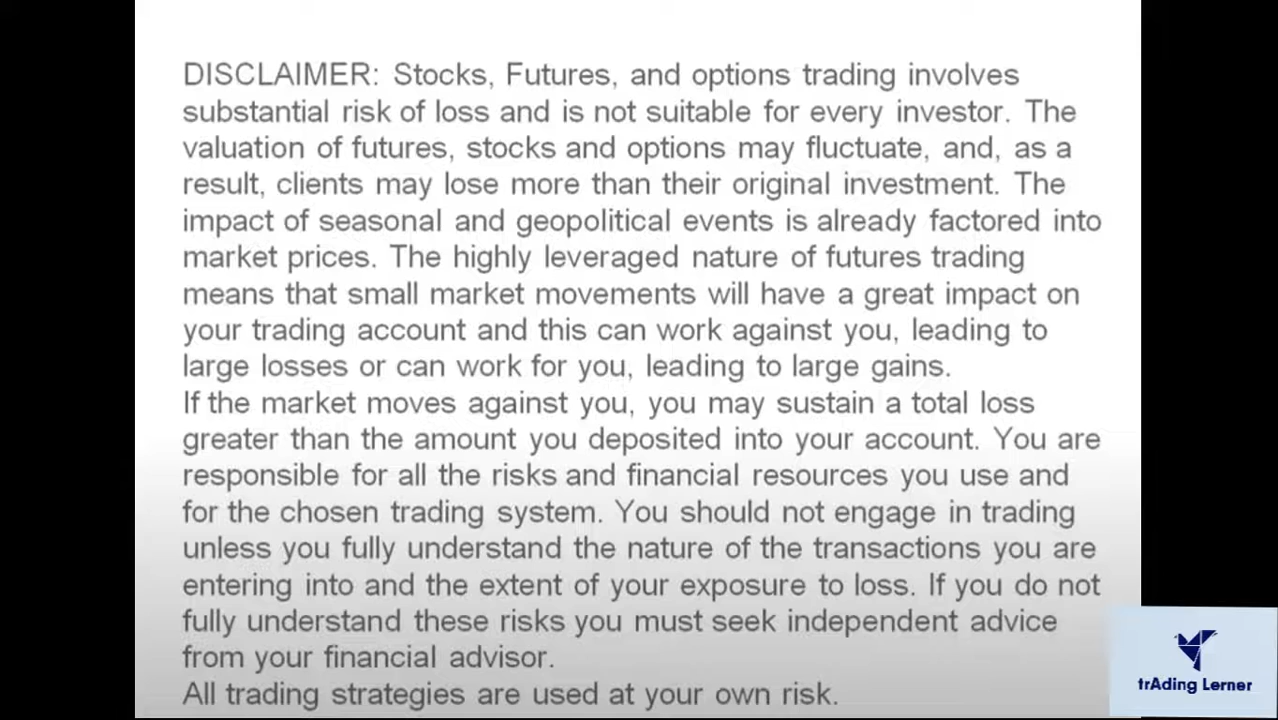 DISCLAIMER: Stocks, Futures, and options trading involves
substantial risk of loss and is not suitable for every investor. The
valuation of futures, stocks and options may fluctuate, and, as a
result, clients may lose more than their original investment. The
impact of seasonal and geopolitical events is already factored into
market prices. The highly leveraged nature of futures trading
means that small market movements will have a great impact on
your trading account and this can work against you, leading to
large losses or can work for you, leading to large gains.
If the market moves against you, you may sustain a total loss
greater than the amount you deposited into your account. You are
responsible for all the risks and financial resources you use and
for the chosen trading system. You should not engage in trading
unless you fully understand the nature of the transactions you are
entering into and the extent of your exposure to loss. If you do not
fully understand these risks you must seek independent advice
from your financial advisor.
All trading strategies are used at your own risk.
trAding Lerner